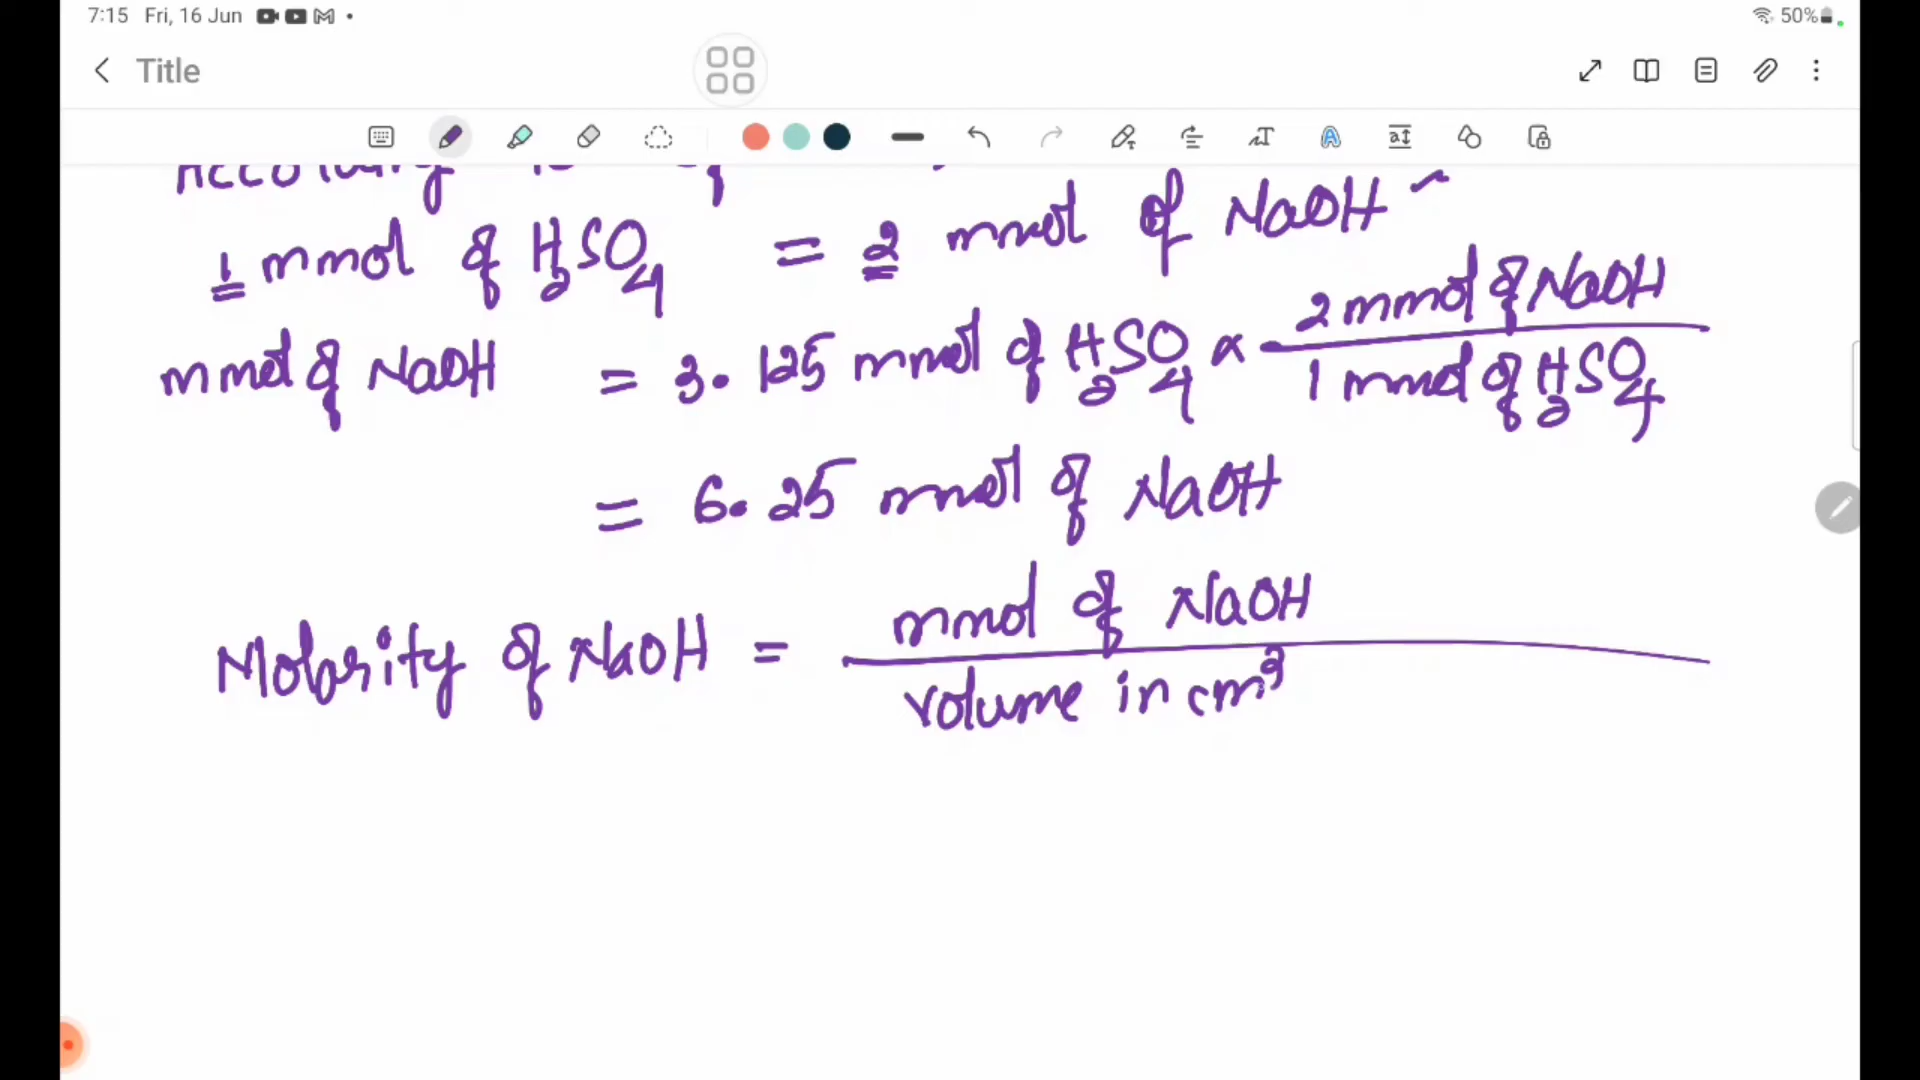 7:15 Fri, 16 Jun 50%
Title
1 mmol of H₂SO₄ = 2 mmol of NaOH
mmol of NaOH = 3.125 mmol of H₂SO₄ × 2 mmol of NaOH / 1 mmol of H₂SO₄
= 6.25 mmol of NaOH
Molarity of NaOH = mmol of NaOH / volume in cm³